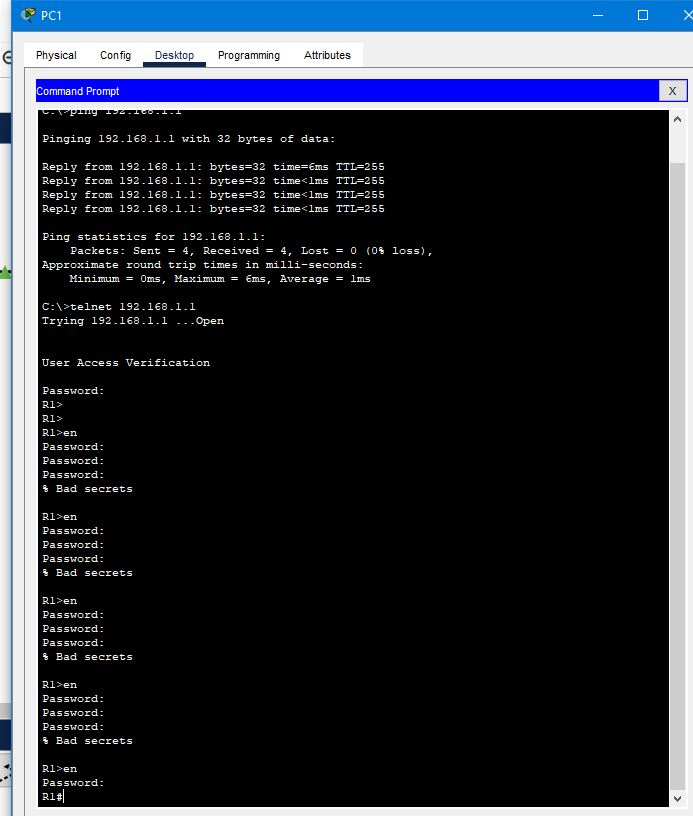 PC1
Physical Config Desktop Programming Attributes
Command Prompt X
C:\>ping 192.168.1.1
Pinging 192.168.1.1 with 32 bytes of data:
Reply from 192.168.1.1: bytes=32 time=6ms TTL=255
Reply from 192.168.1.1: bytes=32 time<1ms TTL=255
Reply from 192.168.1.1: bytes=32 time<1ms TTL=255
Reply from 192.168.1.1: bytes=32 time<1ms TTL=255
Ping statistics for 192.168.1.1:
Packets: Sent = 4, Received = 4, Lost = 0 (0% loss),
Approximate round trip times in milli-seconds:
Minimum = 0ms, Maximum = 6ms, Average = 1ms
C:\>telnet 192.168.1.1
Trying 192.168.1.1 ...Open
User Access Verification
Password:
R1>
R1>
R1>en
Password:
Password:
Password:
% Bad secrets
R1>en
Password:
Password:
Password:
% Bad secrets
R1>en
Password:
Password:
Password:
% Bad secrets
R1>en
Password:
Password:
Password:
% Bad secrets
R1>en
Password:
R1#